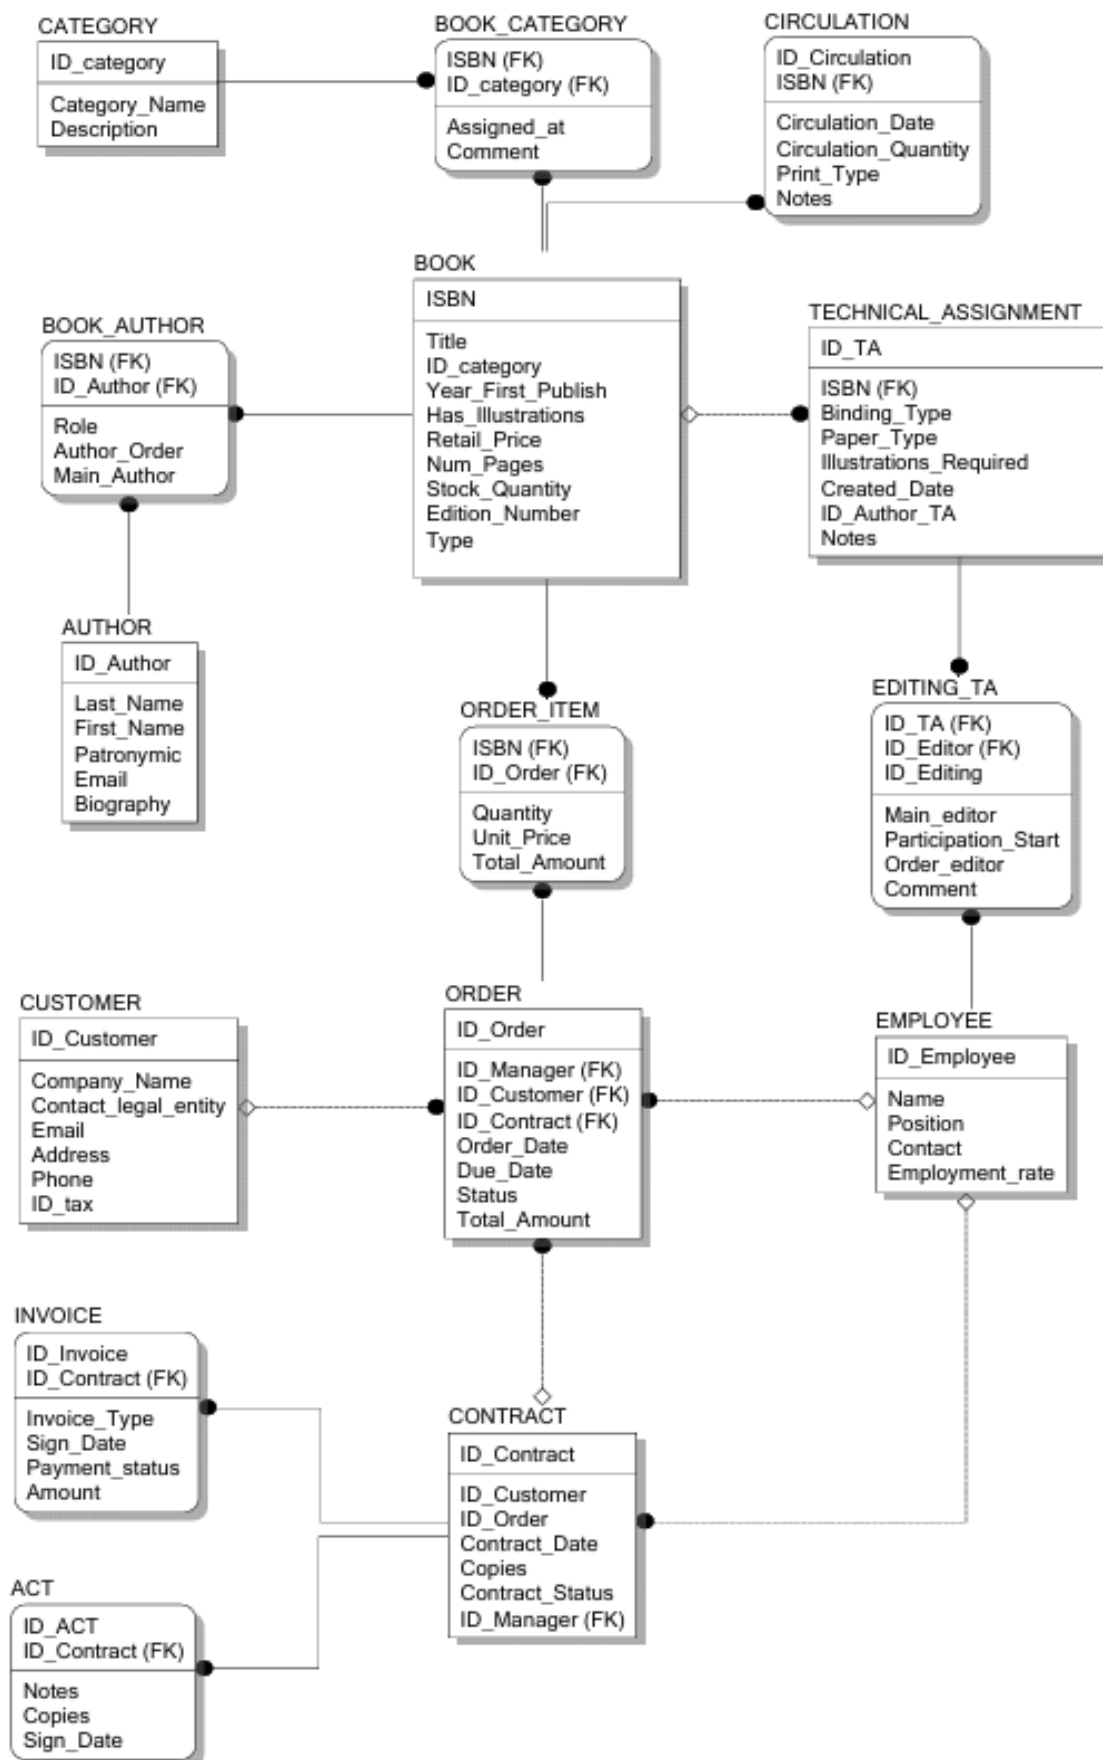 CATEGORY
ID_category
Category_Name
Description
BOOK_CATEGORY
ISBN (FK)
ID_category (FK)
Assigned_at
Comment
CIRCULATION
ID_Circulation
ISBN (FK)
Circulation_Date
Circulation_Quantity
Print_Type
Notes
BOOK
ISBN
Title
ID_category
Year_First_Publish
Has_Illustrations
Retail_Price
Num_Pages
Stock_Quantity
Edition_Number
Type
BOOK_AUTHOR
ISBN (FK)
ID_Author (FK)
Role
Author_Order
Main_Author
TECHNICAL_ASSIGNMENT
ID_TA
ISBN (FK)
Binding_Type
Paper_Type
Illustrations_Required
Created_Date
ID_Author_TA
Notes
AUTHOR
ID_Author
Last_Name
First_Name
Patronymic
Email
Biography
ORDER_ITEM
ISBN (FK)
ID_Order (FK)
Quantity
Unit_Price
Total_Amount
EDITING_TA
ID_TA (FK)
ID_Editor (FK)
ID_Editing
Main_editor
Participation_Start
Order_editor
Comment
CUSTOMER
ID_Customer
Company_Name
Contact_legal_entity
Email
Address
Phone
ID_tax
ORDER
ID_Order
ID_Manager (FK)
ID_Customer (FK)
ID_Contract (FK)
Order_Date
Due_Date
Status
Total_Amount
EMPLOYEE
ID_Employee
Name
Position
Contact
Employment_rate
INVOICE
ID_Invoice
ID_Contract (FK)
Invoice_Type
Sign_Date
Payment_status
Amount
CONTRACT
ID_Contract
ID_Customer
ID_Order
Contract_Date
Copies
Contract_Status
ID_Manager (FK)
ACT
ID_ACT
ID_Contract (FK)
Notes
Copies
Sign_Date